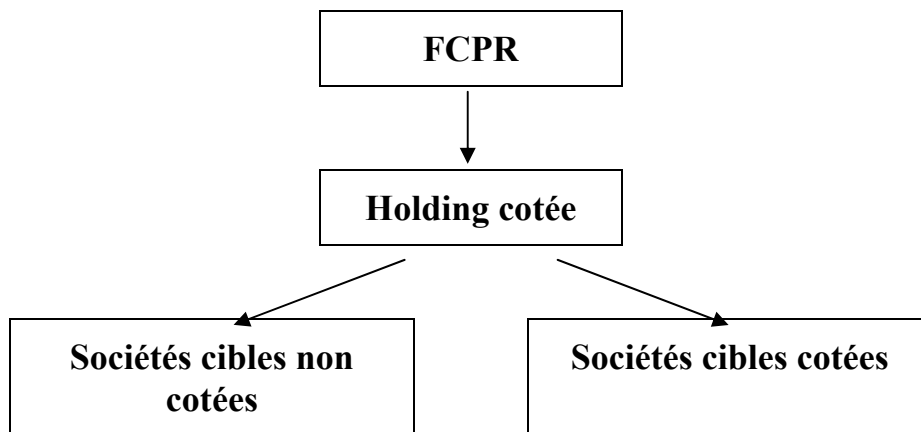 FCPR
Holding cotée
Sociétés cibles non
cotées
Sociétés cibles cotées